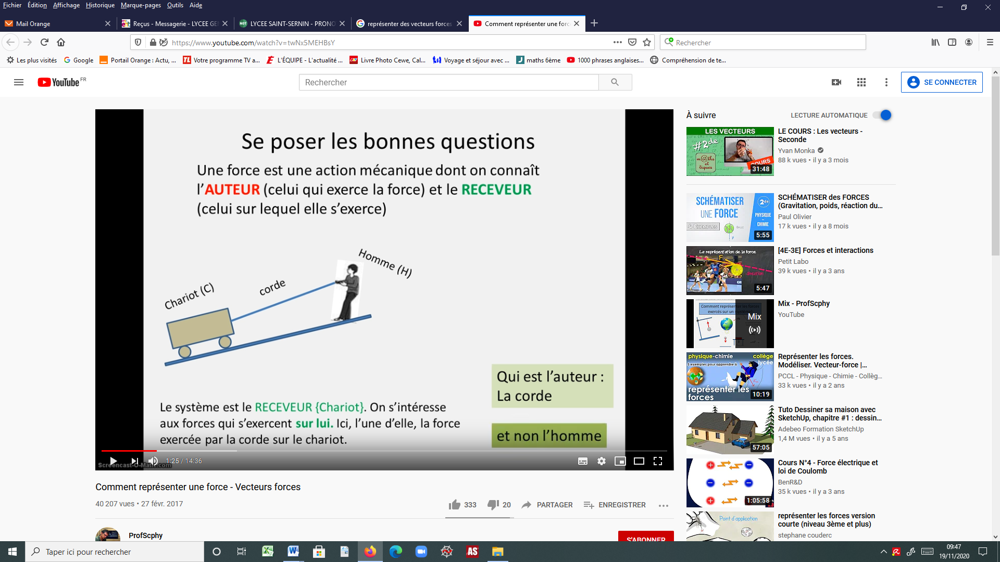 Fichier Édition Affichage Historique Marque-pages Outils Aide
Mail Orange
Reçus - Messagerie - LYCEE GE
LYCEE SAINT-SERNIN - PRONO
représenter des vecteurs forces
Comment représenter une forc
https://www.youtube.com/watch?v=twNx5MEHBsY
Rechercher
Les plus visités
Google
Portail Orange : Actu, ...
Votre programme TV a...
L'ÉQUIPE - L'actualité ...
Livre Photo Cewe, Cal...
Voyage et séjour avec ...
maths 6ème
1000 phrases anglaises...
Compréhension de te...
YouTube FR
Rechercher
SE CONNECTER
Se poser les bonnes questions
Une force est une action mécanique dont on connaît
l'AUTEUR (celui qui exerce la force) et le RECEVEUR
(celui sur lequel elle s'exerce)
Homme (H)
corde
Chariot (C)
Qui est l'auteur :
La corde
et non l'homme
Le système est le RECEVEUR {Chariot}. On s'intéresse
aux forces qui s'exercent sur lui. Ici, l'une d'elle, la force
exercée par la corde sur le chariot.
1:25 / 14:36
Screencast-O-Matic.com
Comment représenter une force - Vecteurs forces
40 207 vues • 27 févr. 2017
333
20
PARTAGER
ENREGISTRER
ProfScphy
S'ABONNER
À suivre
LECTURE AUTOMATIQUE
LES VECTEURS
#2de
m@ths
et
tiques
COURS
31:48
LE COURS : Les vecteurs -
Seconde
Yvan Monka
88 k vues • il y a 3 mois
SCHÉMATISER
UNE FORCE
2de
PHYSIQUE
-
CHIMIE
4 EXEMPLES
5:55
SCHÉMATISER des FORCES
(Gravitation, poids, réaction du...
Paul Olivier
17 k vues • il y a 8 mois
La représentation de la force
direction
5:47
[4E-3E] Forces et interactions
Petit Labo
39 k vues • il y a 3 ans
Comment représenter les forces
exercés sur un système
Mix
Mix - ProfScphy
YouTube
physique-chimie collège
lycée
5 exemples pour apprendre à
représenter les
forces
10:19
Représenter les forces.
Modéliser. Vecteur-force |...
PCCL - Physique - Chimie - Collèg...
33 k vues • il y a 2 ans
57:05
Tuto Dessiner sa maison avec
SketchUp, chapitre #1 : dessin...
Adebeo Formation SketchUp
1,4 M vues • il y a 5 ans
1:05:58
Cours N°4 - Force électrique et
loi de Coulomb
BenR&D
35 k vues • il y a 3 ans
Point d'application
représenter les forces version
courte (niveau 3ème et plus)
stephane couderc
Taper ici pour rechercher
AS
09:47
19/11/2020